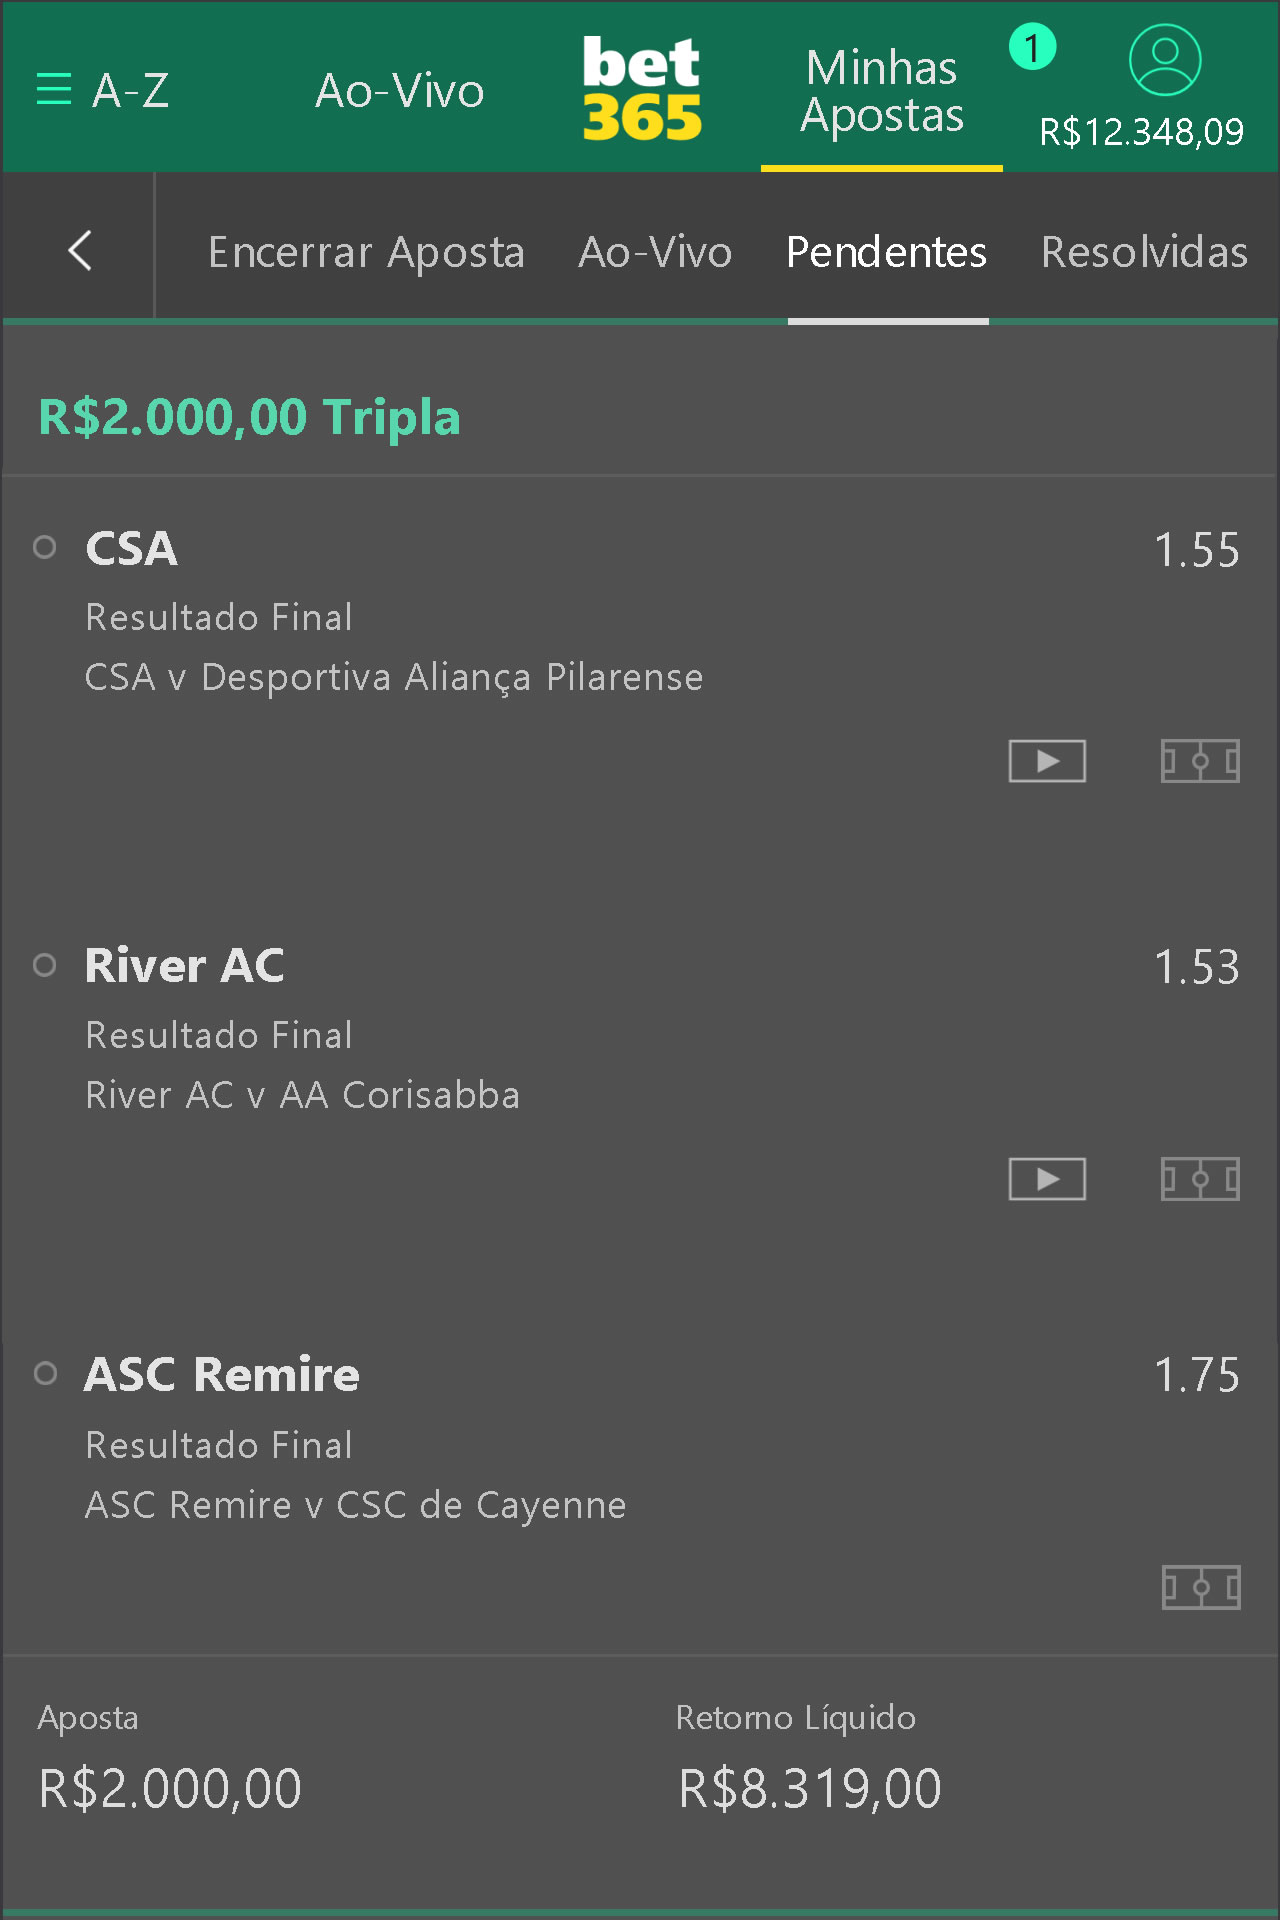 A-Z
Ao-Vivo
bet
365
Minhas
Apostas
1
R$12.348,09
Encerrar Aposta
Ao-Vivo
Pendentes
Resolvidas
R$2.000,00 Tripla
CSA
1.55
Resultado Final
CSA v Desportiva Aliança Pilarense
River AC
1.53
Resultado Final
River AC v AA Corisabba
ASC Remire
1.75
Resultado Final
ASC Remire v CSC de Cayenne
Aposta
Retorno Líquido
R$2.000,00
R$8.319,00